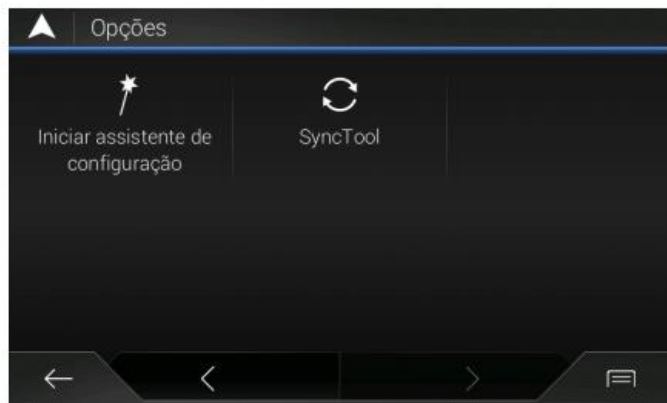 Opções
Iniciar assistente de
configuração
SyncTool